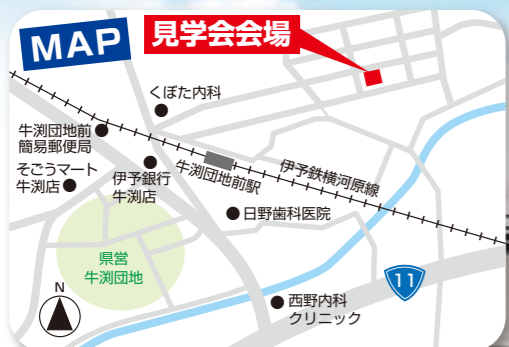 MAP
見学会会場
くぼた内科
牛渕団地前
簡易郵便局
そごうマート
牛渕店
伊予銀行
牛渕店
牛渕団地前駅
伊予鉄横河原線
日野歯科医院
県営
牛渕団地
N
11
西野内科
クリニック